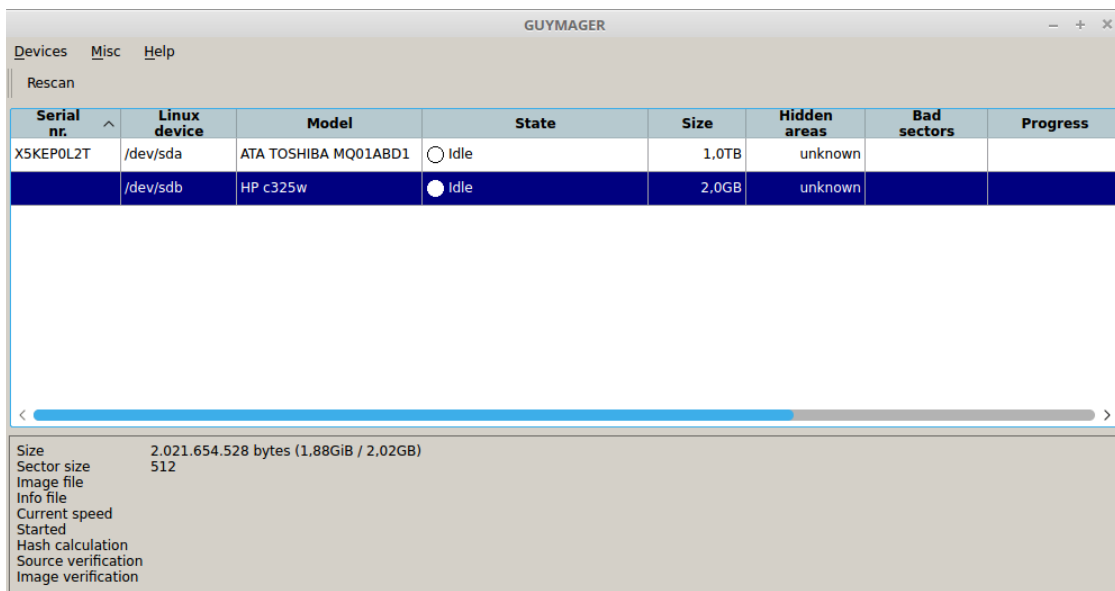 GUYMAGER
Devices Misc Help
Rescan
Serial nr. Linux device Model State Size Hidden areas Bad sectors Progress
X5KEP0L2T /dev/sda ATA TOSHIBA MQ01ABD1 Idle 1,0TB unknown
/dev/sdb HP c325w Idle 2,0GB unknown
Size 2.021.654.528 bytes (1,88GiB / 2,02GB)
Sector size 512
Image file
Info file
Current speed
Started
Hash calculation
Source verification
Image verification